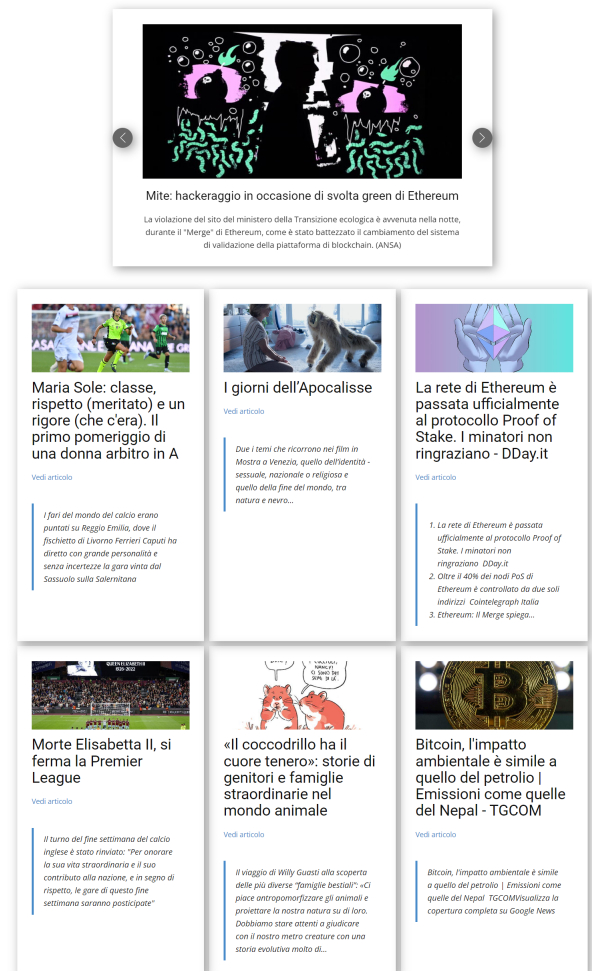 Mite: hackeraggio in occasione di svolta green di Ethereum
La violazione del sito del ministero della Transizione ecologica è avvenuta nella notte,
durante il "Merge" di Ethereum, come è stato battezzato il cambiamento del sistema
di validazione della piattaforma di blockchain. (ANSA)
Maria Sole: classe,
rispetto (meritato) e un
rigore (che c'era). Il
primo pomeriggio di
una donna arbitro in A
Vedi articolo
I fari del mondo del calcio erano
puntati su Reggio Emilia, dove il
fischietto di Livorno Ferrieri Caputi ha
diretto con grande personalità e
senza incertezze la gara vinta dal
Sassuolo sulla Salernitana
I giorni dell’Apocalisse
Vedi articolo
Due i temi che ricorrono nei film in
Mostra a Venezia, quello dell'identità -
sessuale, nazionale o religiosa e
quello della fine del mondo, tra
natura e nevro...
La rete di Ethereum è
passata ufficialmente
al protocollo Proof of
Stake. I minatori non
ringraziano - DDay.it
Vedi articolo
1. La rete di Ethereum è passata
ufficialmente al protocollo Proof of
Stake. I minatori non
ringraziano  DDay.it
2. Oltre il 40% dei nodi PoS di
Ethereum è controllato da due soli
indirizzi  Cointelegraph Italia
3. Ethereum: Il Merge spiega...
QUEEN ELIZABETH II
1926-2022
Morte Elisabetta II, si
ferma la Premier
League
Vedi articolo
Il turno del fine settimana del calcio
inglese è stato rinviato: "Per onorare
la sua vita straordinaria e il suo
contributo alla nazione, e in segno di
rispetto, le gare di questo fine
settimana saranno posticipate"
NANCY!
CI SONO DEI
SEMI DI LÀ.
«Il coccodrillo ha il
cuore tenero»: storie di
genitori e famiglie
straordinarie nel
mondo animale
Vedi articolo
Il viaggio di Willy Guasti alla scoperta
delle più diverse “famiglie bestiali”: «Ci
piace antropomorfizzare gli animali e
proiettare la nostra natura su di loro.
Dobbiamo stare attenti a giudicare
con il nostro metro creature con una
storia evolutiva molto di...
Bitcoin, l'impatto
ambientale è simile a
quello del petrolio |
Emissioni come quelle
del Nepal - TGCOM
Vedi articolo
Bitcoin, l'impatto ambientale è simile
a quello del petrolio | Emissioni come
quelle del Nepal  TGCOMVisualizza la
copertura completa su Google News